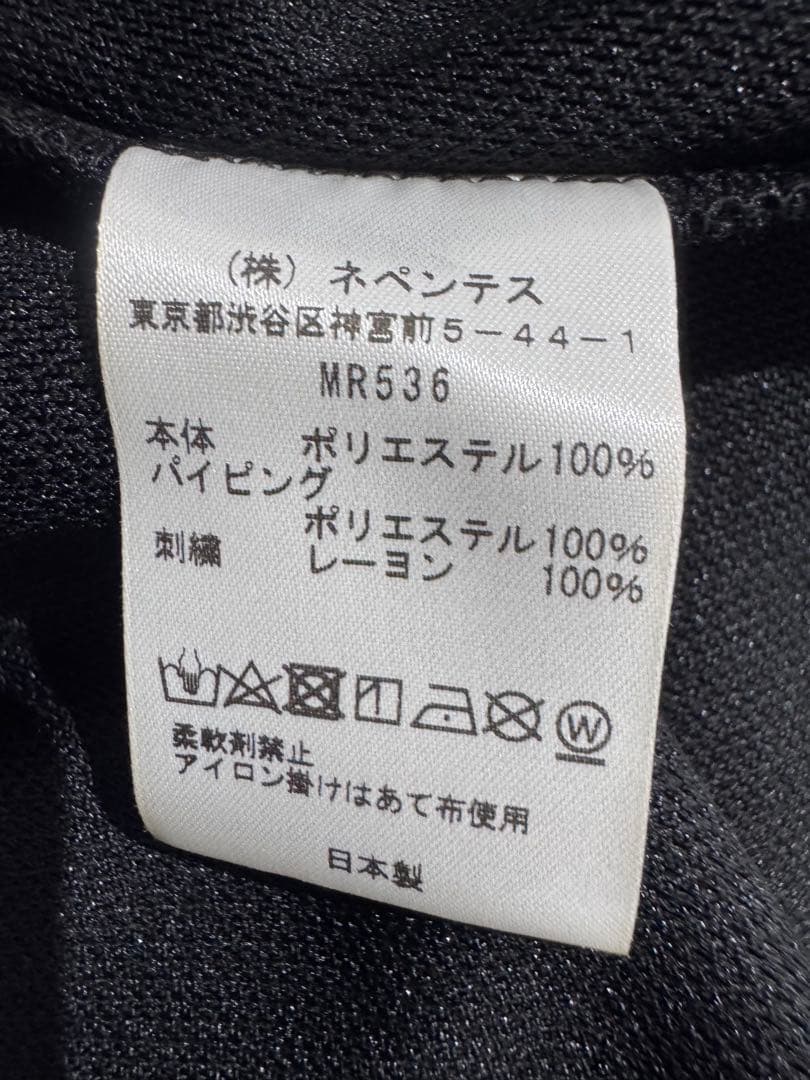 (株) ネペンテス
東京都渋谷区神宮前5-44-1
MR536
本体 ポリエステル100%
パイピング
ポリエステル100%
刺繍 レーヨン 100%
W
柔軟剤禁止
アイロン掛けはあて布使用
日本製